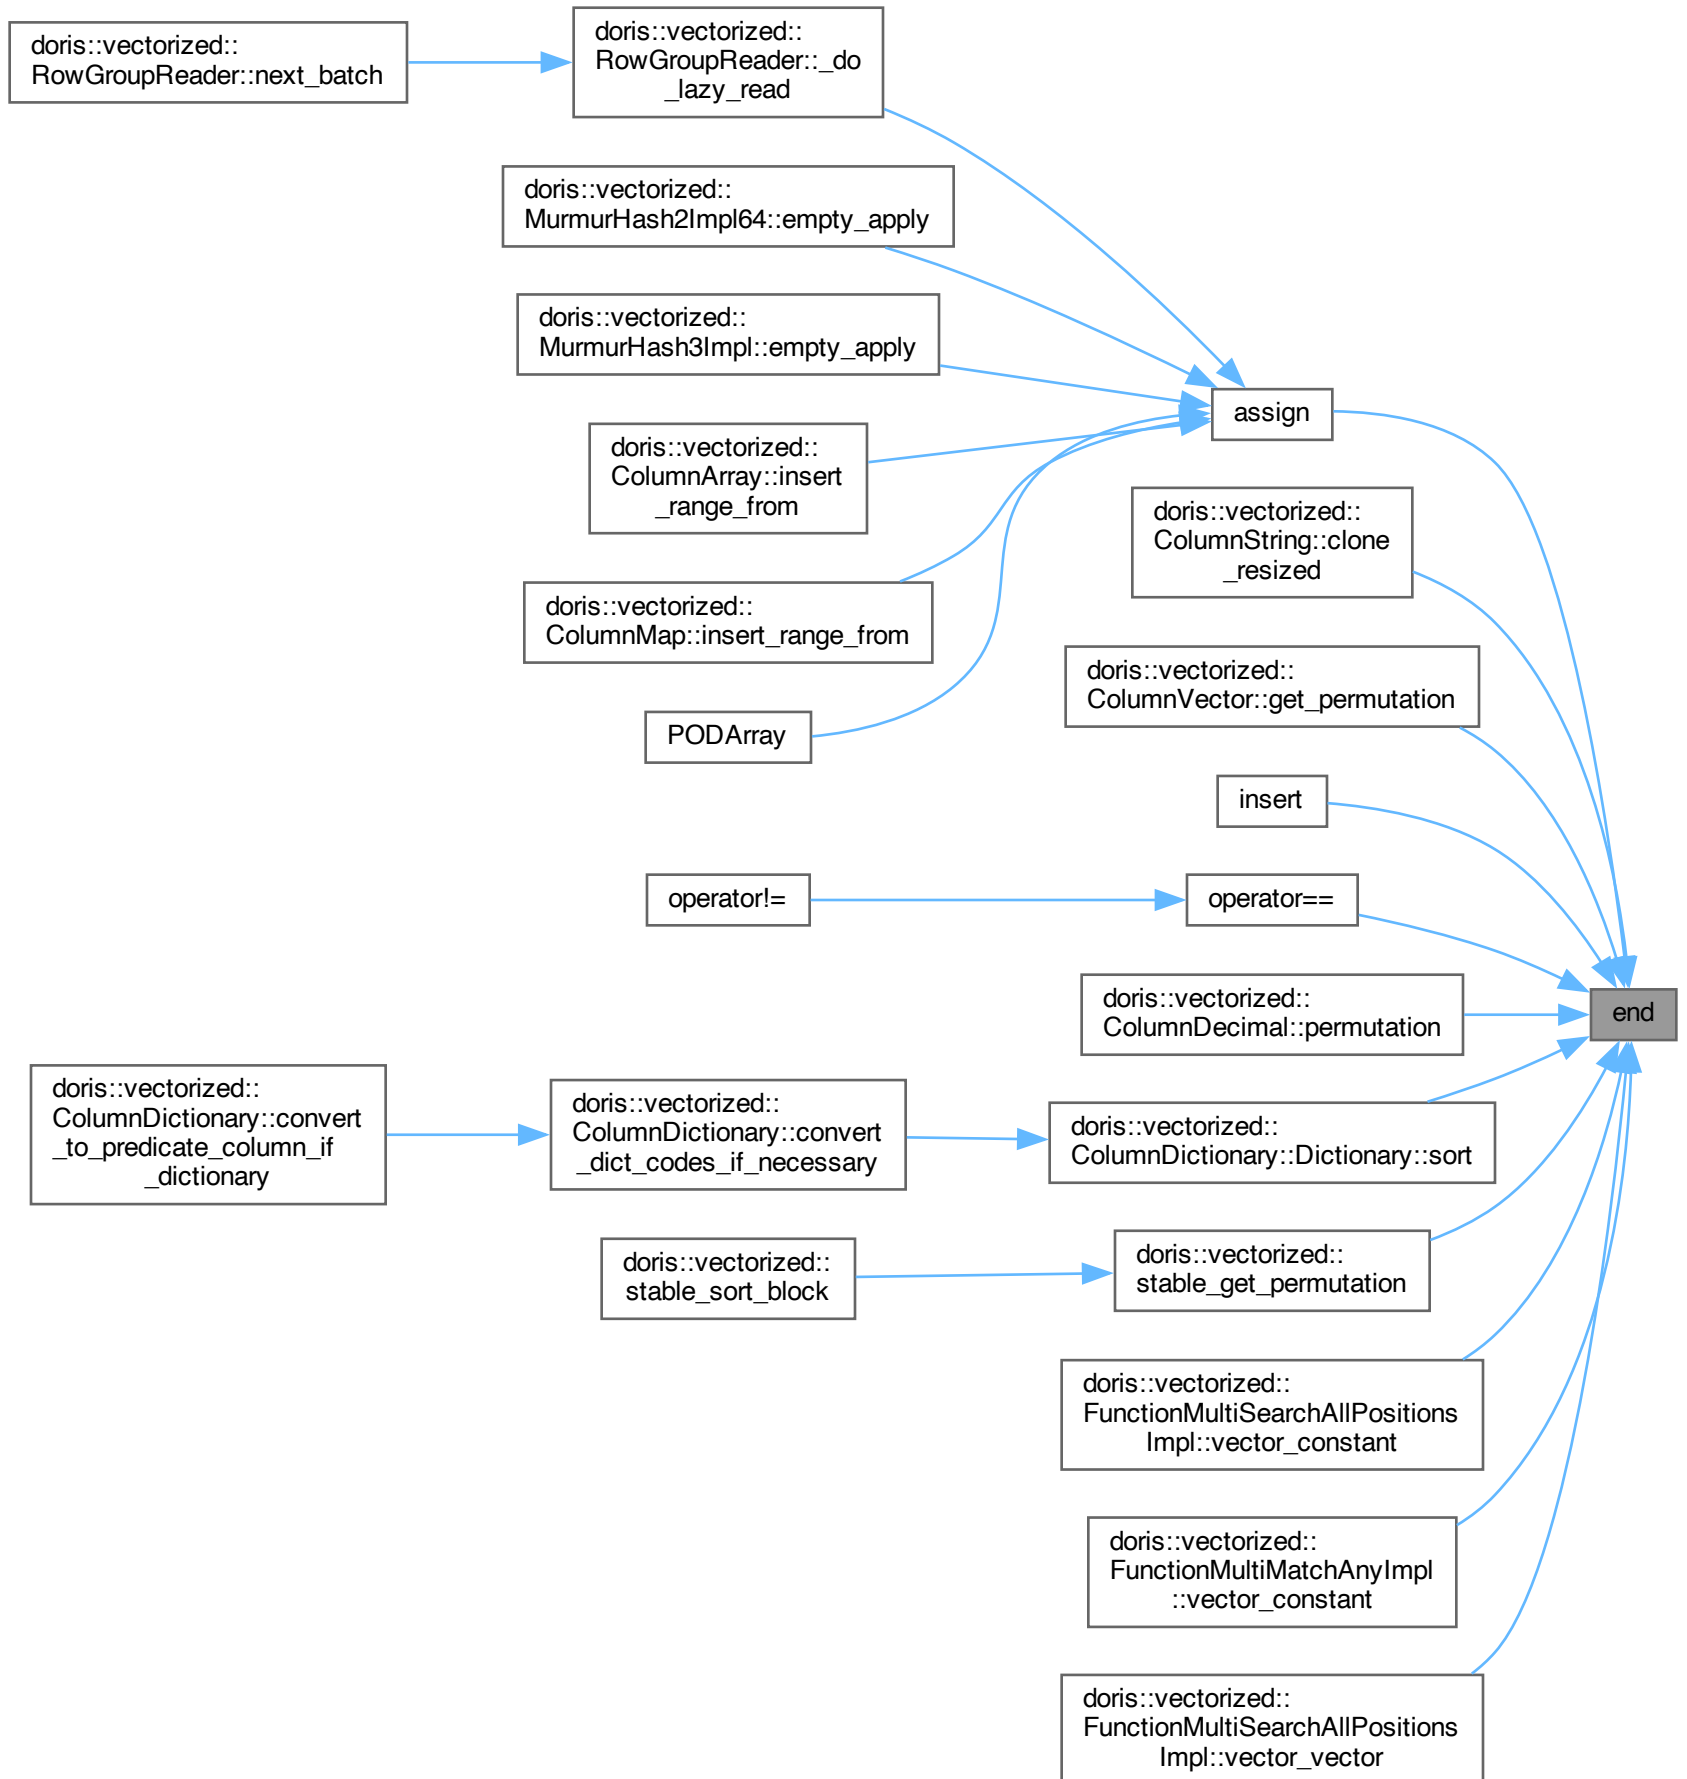 doris::vectorized::
RowGroupReader::next_batch
doris::vectorized::
RowGroupReader::_do
_lazy_read
doris::vectorized::
MurmurHash2Impl64::empty_apply
doris::vectorized::
MurmurHash3Impl::empty_apply
assign
doris::vectorized::
ColumnArray::insert
_range_from
doris::vectorized::
ColumnString::clone
_resized
doris::vectorized::
ColumnMap::insert_range_from
doris::vectorized::
ColumnVector::get_permutation
PODArray
insert
operator!=
operator==
doris::vectorized::
ColumnDecimal::permutation
end
doris::vectorized::
ColumnDictionary::convert
_to_predicate_column_if
_dictionary
doris::vectorized::
ColumnDictionary::convert
_dict_codes_if_necessary
doris::vectorized::
ColumnDictionary::Dictionary::sort
doris::vectorized::
stable_sort_block
doris::vectorized::
stable_get_permutation
doris::vectorized::
FunctionMultiSearchAllPositions
Impl::vector_constant
doris::vectorized::
FunctionMultiMatchAnyImpl
::vector_constant
doris::vectorized::
FunctionMultiSearchAllPositions
Impl::vector_vector